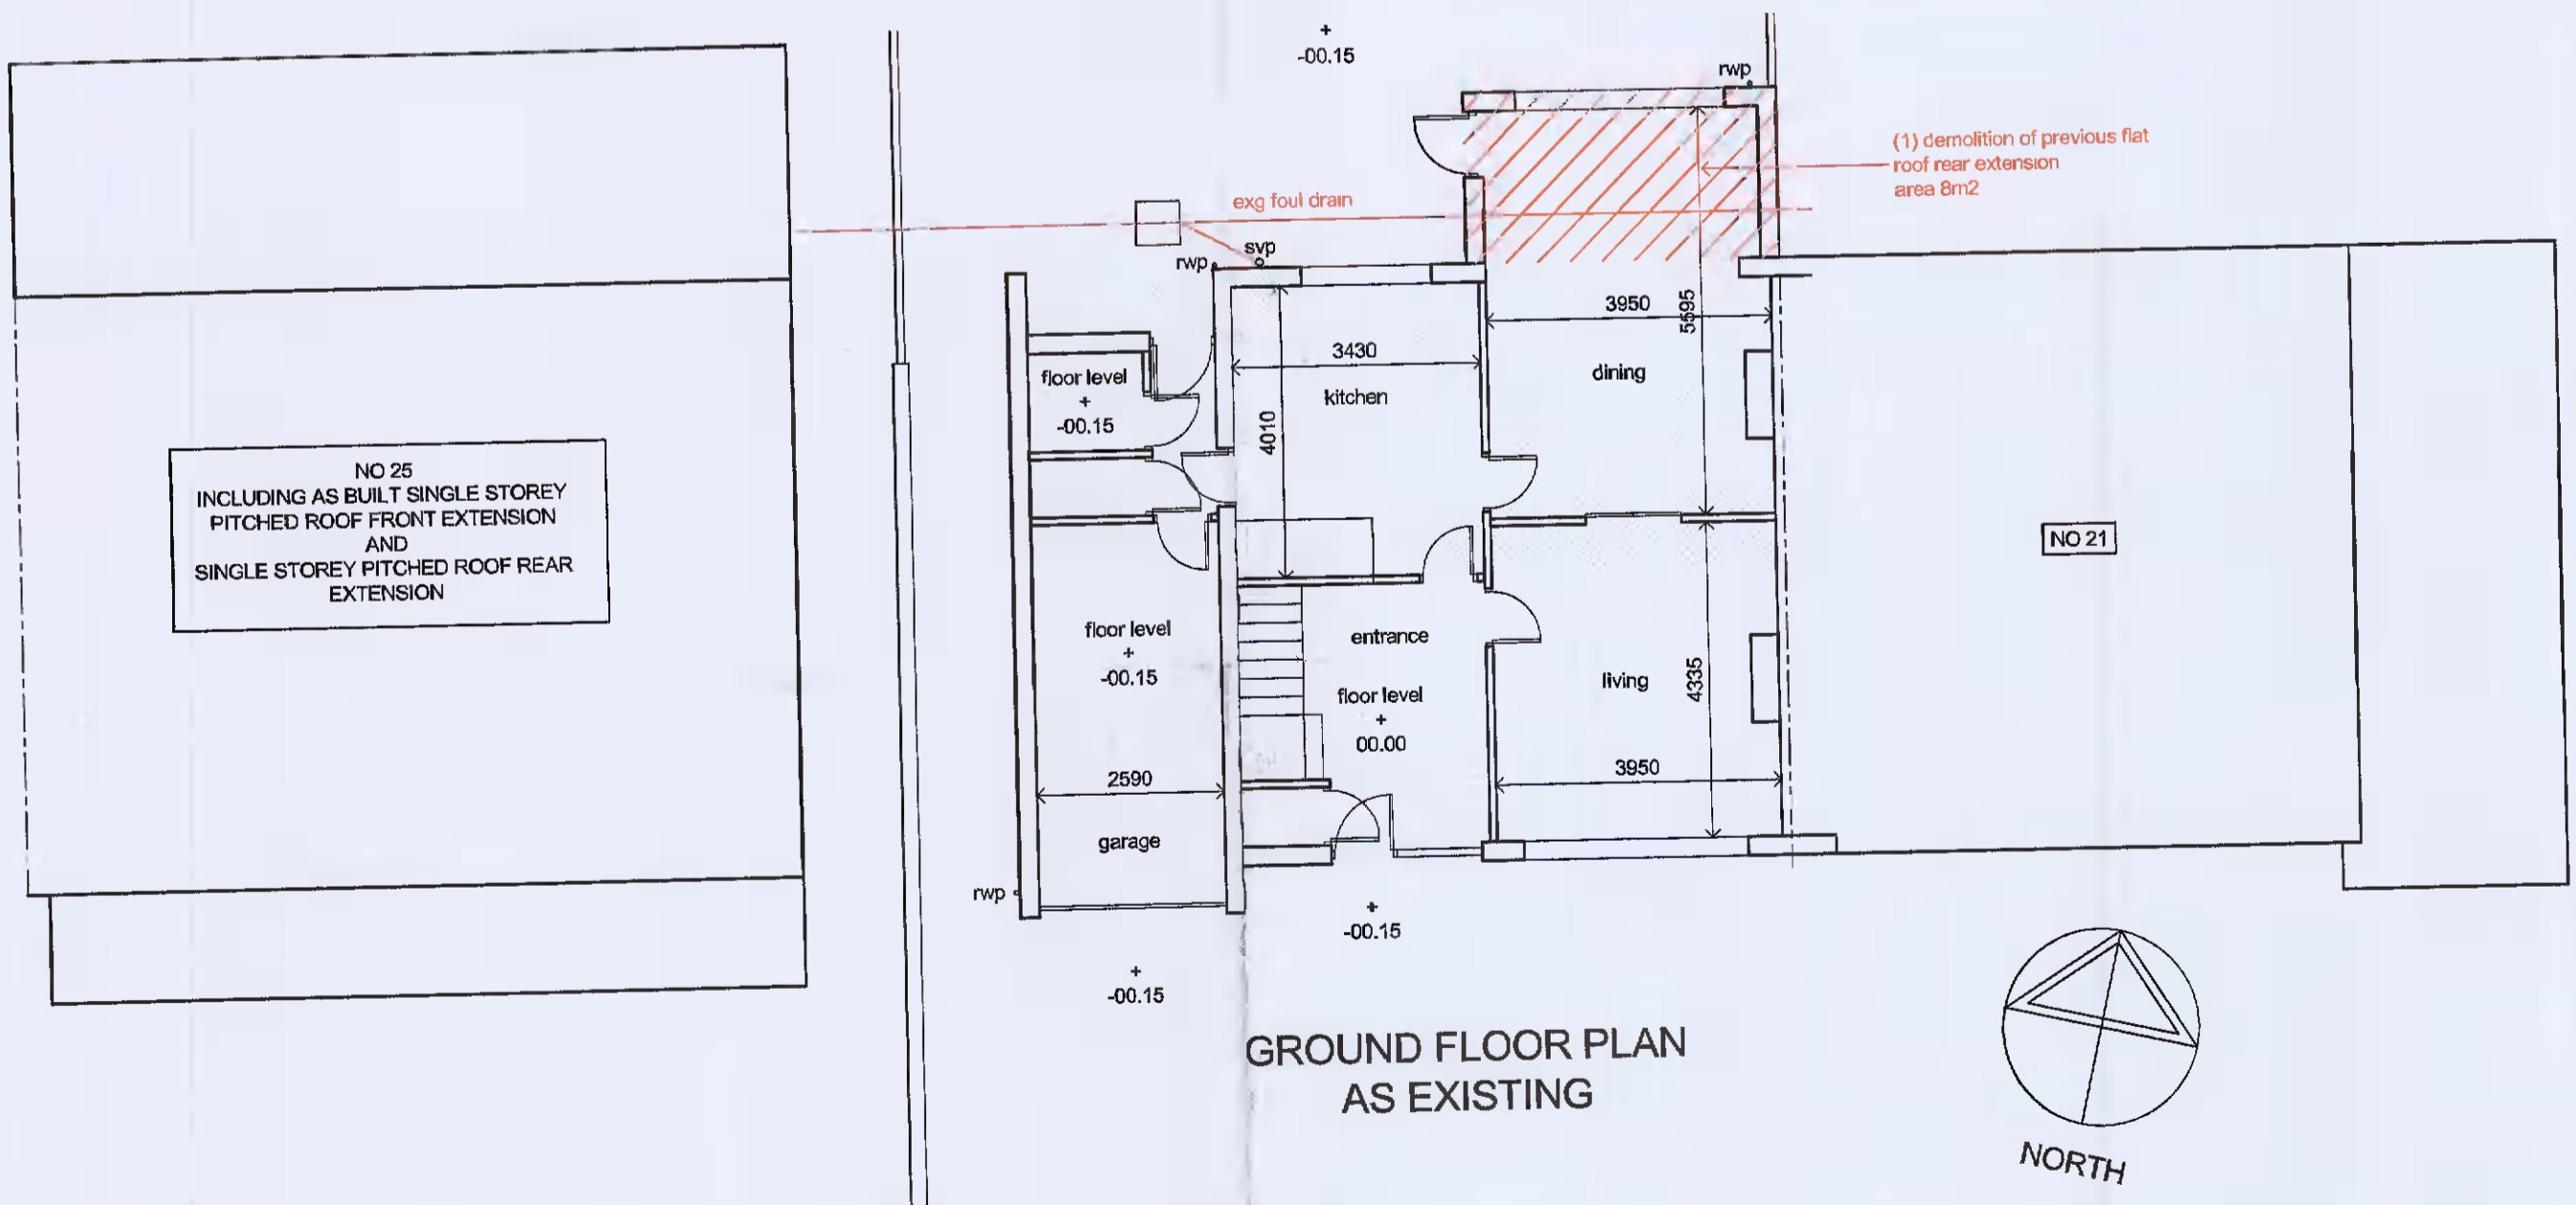 +
-00.15
rwp
(1) demolition of previous flat
roof rear extension
area 8m2
exg foul drain
svp
rwp
3950
5595
3430
dining
floor level
+
-00.15
kitchen
4010
NO 25
INCLUDING AS BUILT SINGLE STOREY
PITCHED ROOF FRONT EXTENSION
AND
SINGLE STOREY PITCHED ROOF REAR
EXTENSION
NO 21
floor level
+
-00.15
entrance
floor level
+
00.00
living
4335
2590
3950
garage
rwp
+
-00.15
+
-00.15
GROUND FLOOR PLAN
AS EXISTING
NORTH